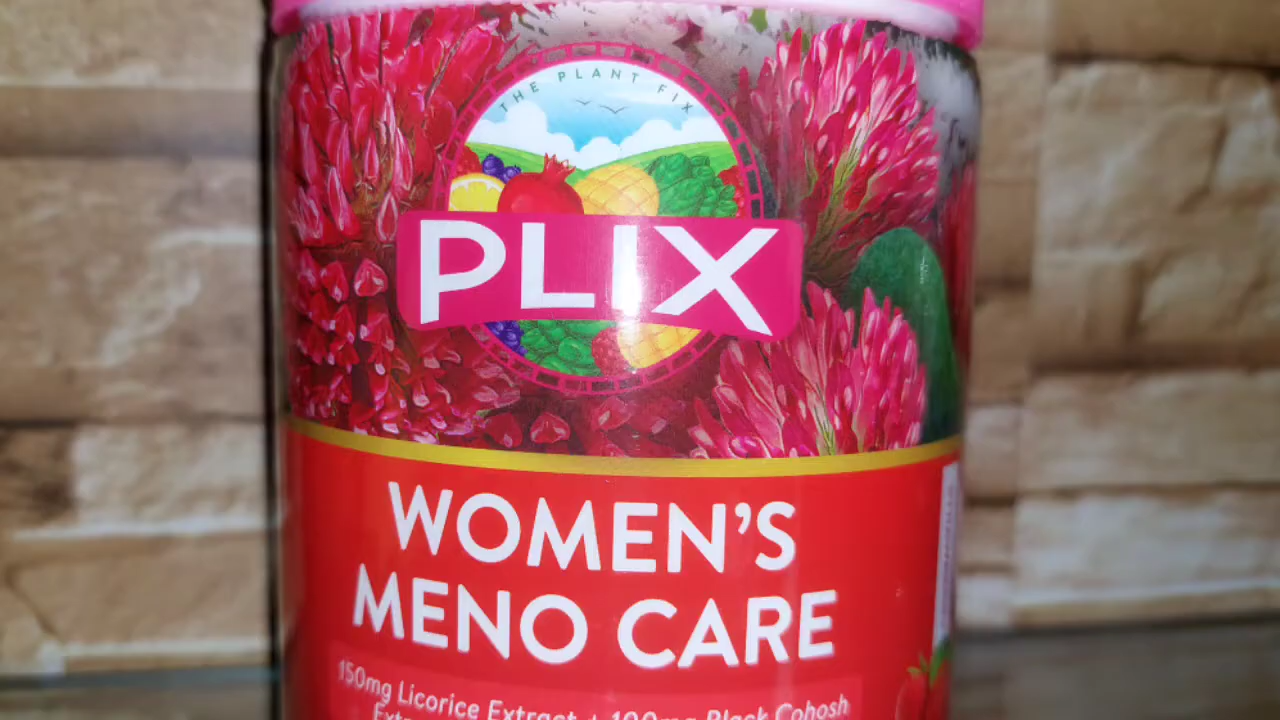 THE PLANT FIX
PLIX
WOMEN'S
MENO CARE
150mg Licorice Extract + 100mg Black Cohosh